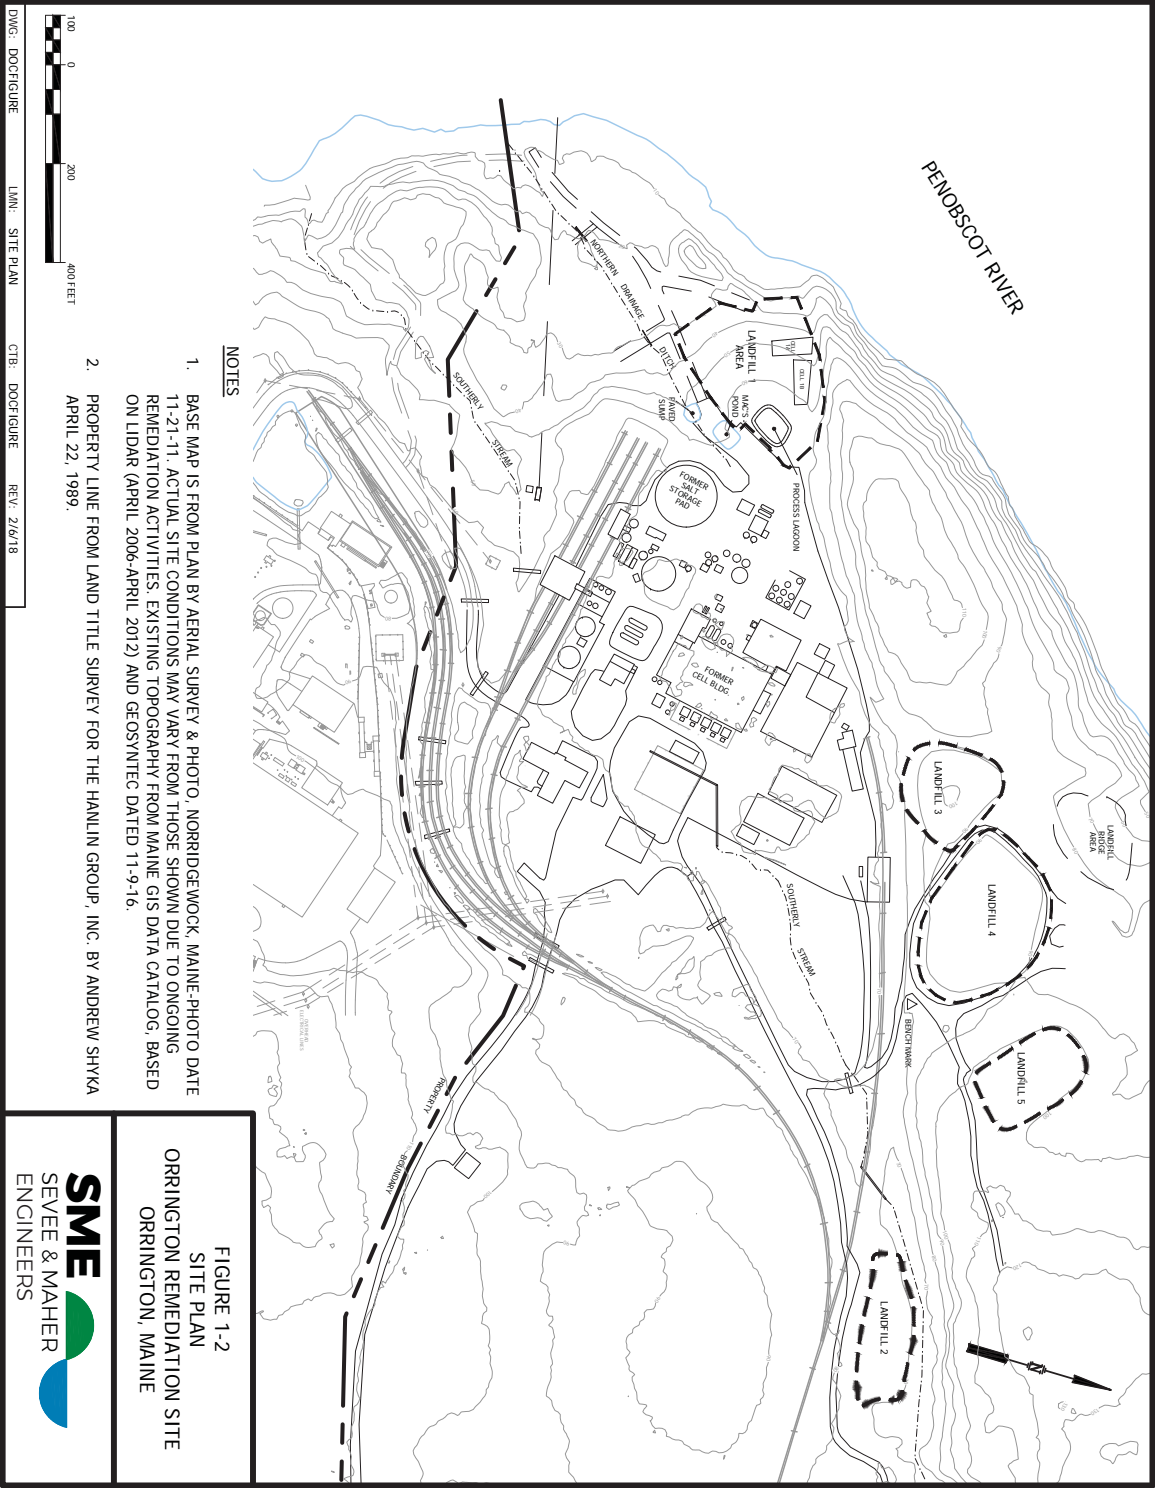 PENOBSCOT RIVER
LANDFILL
RIDGE
AREA
LANDFILL 1
AREA
CELL
CELL 1B
MAC'S
POND
PAVED
SUMP
NORTHERN
DRAINAGE
DITCH
PROCESS LAGOON
FORMER
SALT
STORAGE
PAD
FORMER
CELL BLDG.
SOUTHERLY
STREAM
SOUTHERLY
STREAM
LANDFILL 3
LANDFILL 4
LANDFILL 5
LANDFILL 2
BENCH MARK
PROPERTY
BOUNDARY
OVERHEAD
ELECTRICAL LINES
N
NOTES
1. BASE MAP IS FROM PLAN BY AERIAL SURVEY & PHOTO, NORRIDGEWOCK, MAINE-PHOTO DATE
11-21-11. ACTUAL SITE CONDITIONS MAY VARY FROM THOSE SHOWN DUE TO ONGOING
REMEDIATION ACTIVITIES. EXISTING TOPOGRAPHY FROM MAINE GIS DATA CATALOG, BASED
ON LIDAR (APRIL 2006-APRIL 2012) AND GEOSYNTEC DATED 11-9-16.
2. PROPERTY LINE FROM LAND TITLE SURVEY FOR THE HANLIN GROUP, INC. BY ANDREW SHYKA
APRIL 22, 1989.
100 0 200 400 FEET
DWG: DOCFIGURE LMN: SITE PLAN CTB: DOCFIGURE REV: 2/6/18
FIGURE 1-2
SITE PLAN
ORRINGTON REMEDIATION SITE
ORRINGTON, MAINE
SME
SEVEE & MAHER
ENGINEERS